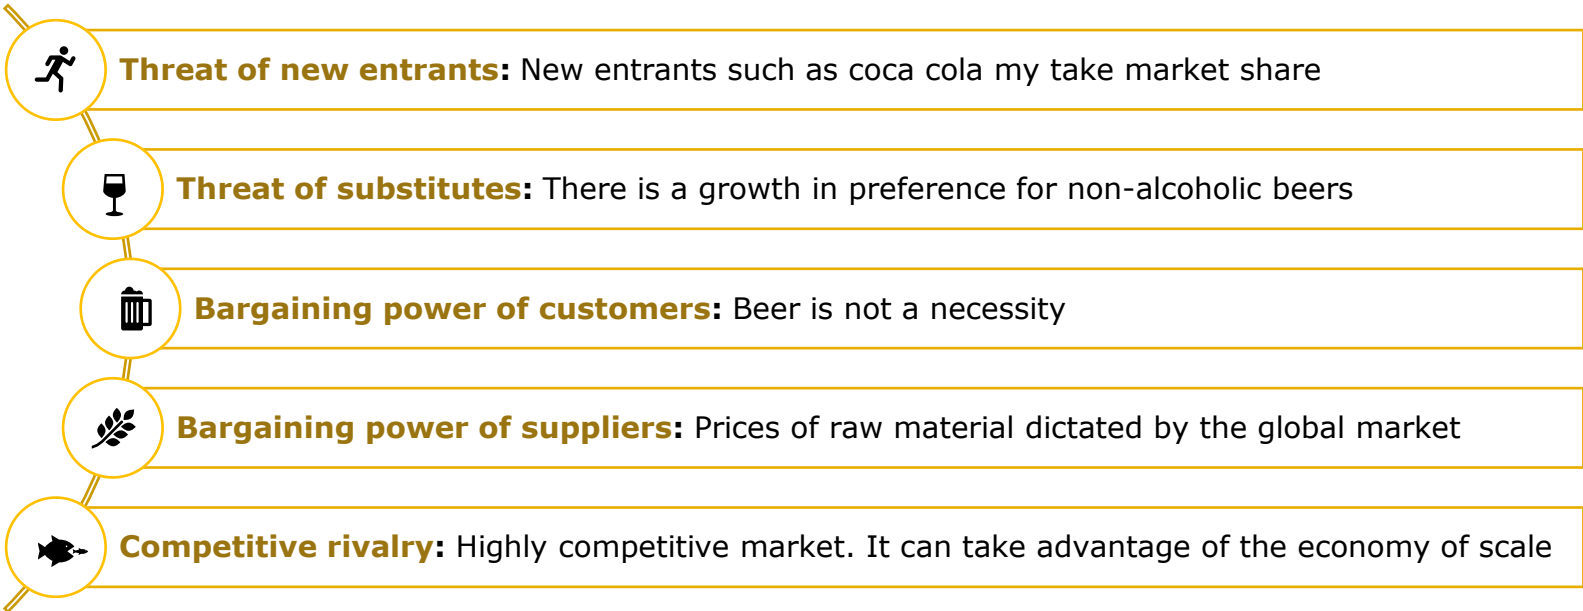 Threat of new entrants: New entrants such as coca cola my take market share
Threat of substitutes: There is a growth in preference for non-alcoholic beers
Bargaining power of customers: Beer is not a necessity
Bargaining power of suppliers: Prices of raw material dictated by the global market
Competitive rivalry: Highly competitive market. It can take advantage of the economy of scale